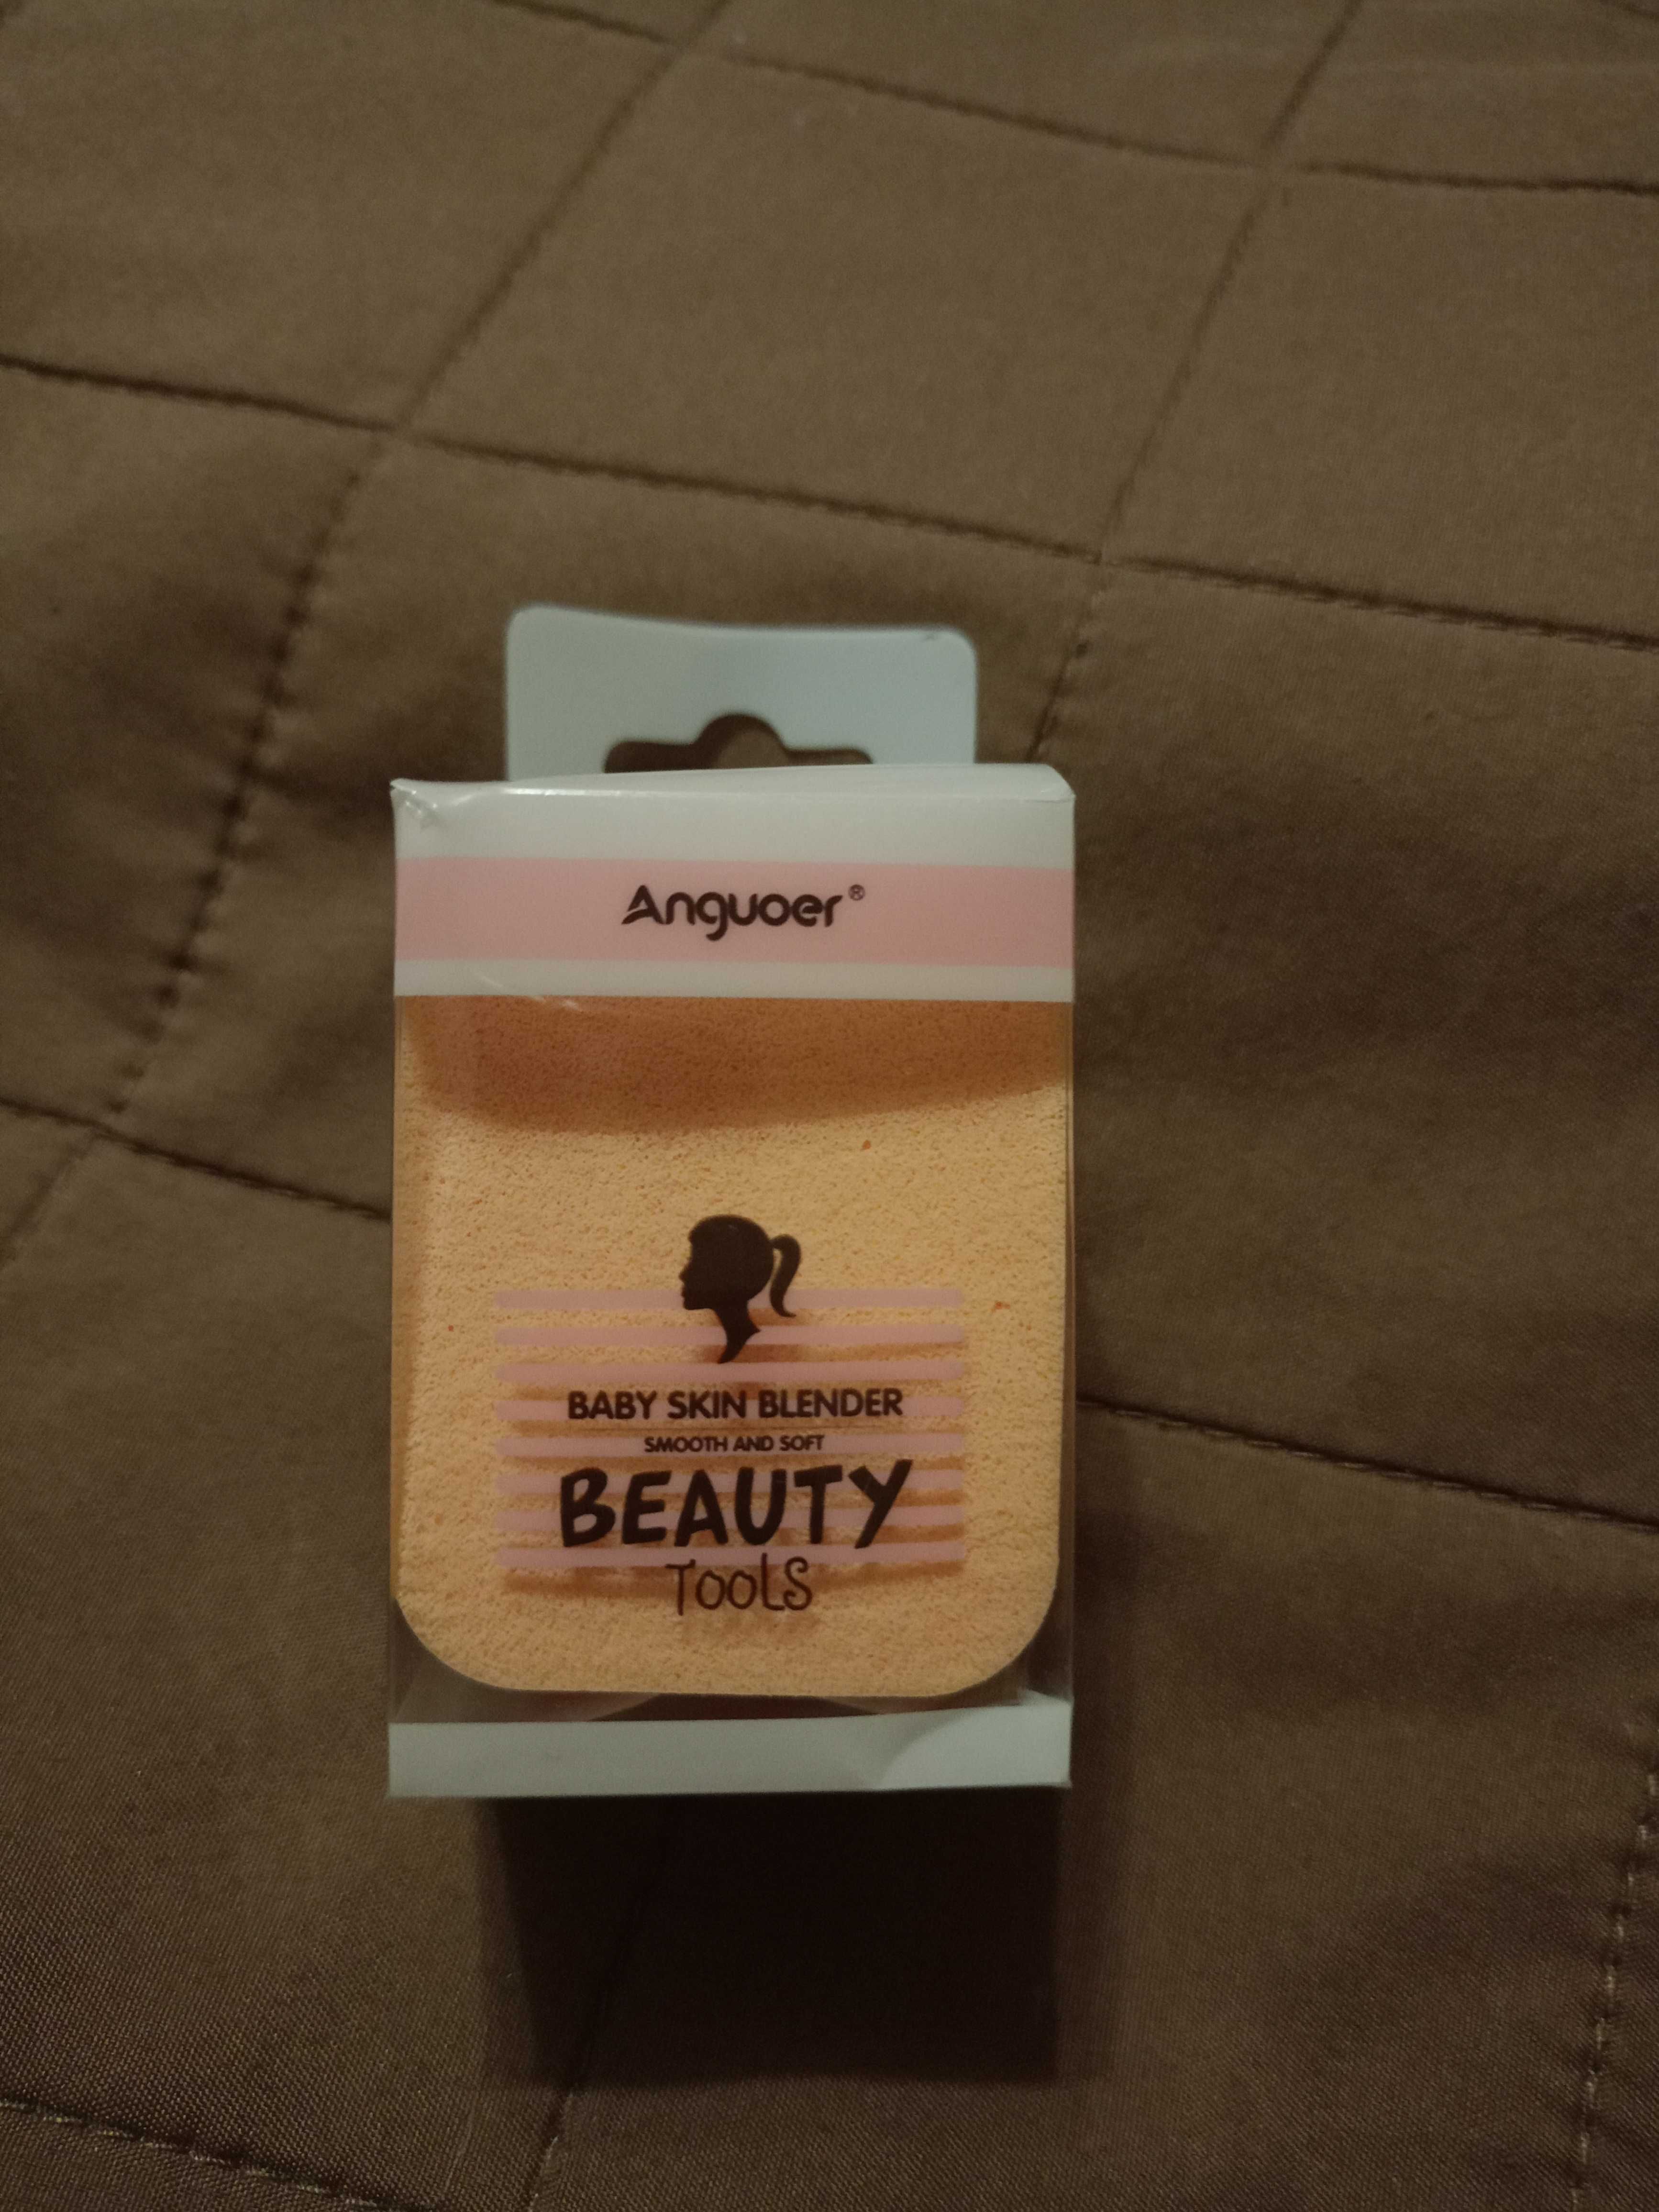 Anguoer®
BABY SKIN BLENDER
SMOOTH AND SOFT
BEAUTY
TOOLS